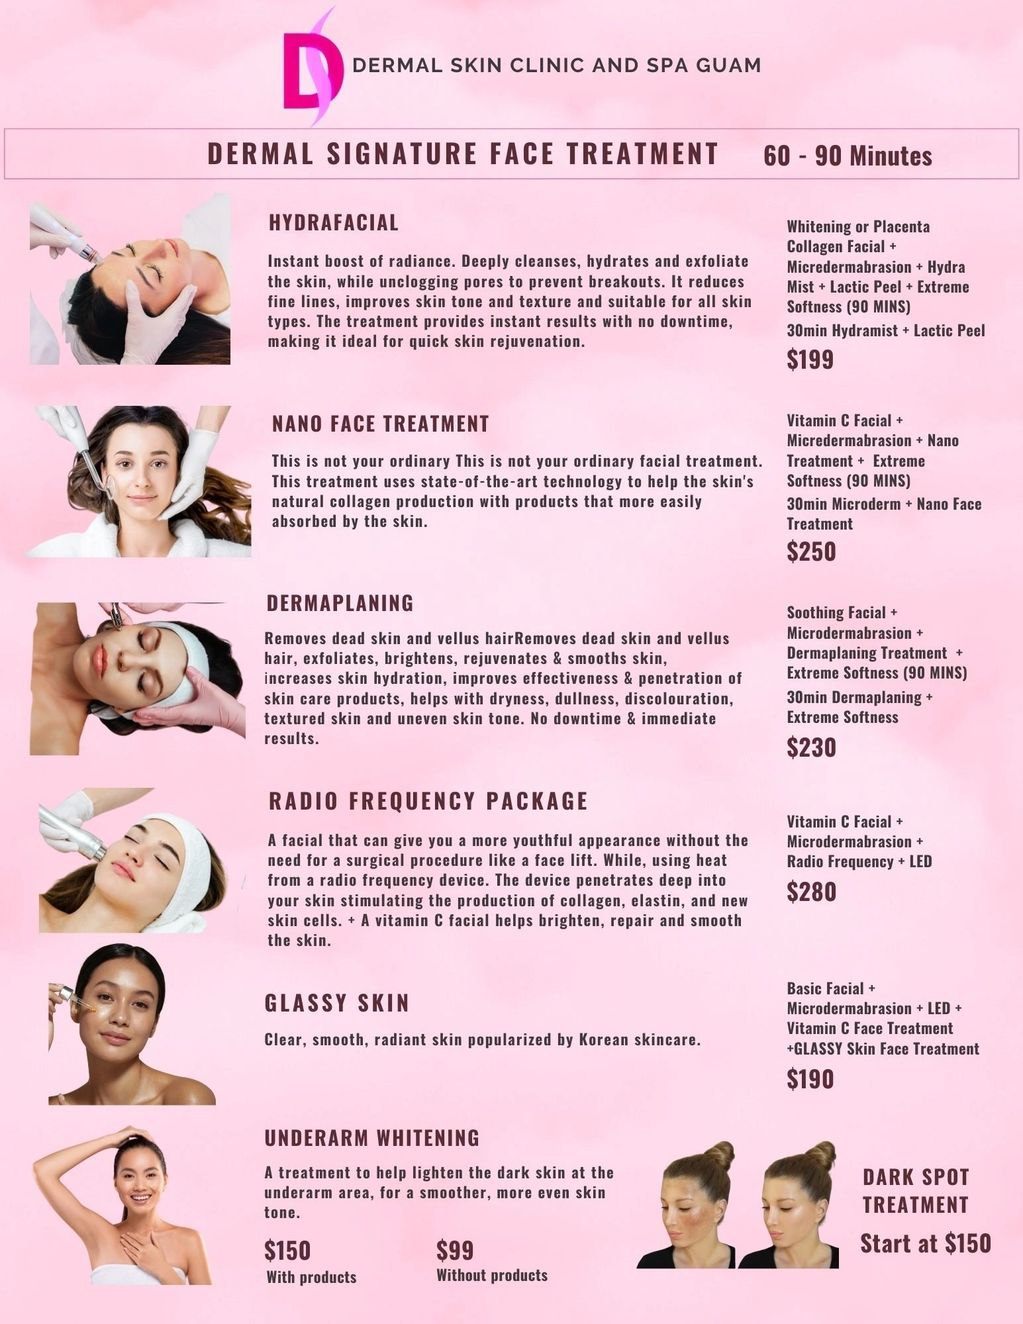 DERMAL SKIN CLINIC AND SPA GUAM
DERMAL SIGNATURE FACE TREATMENT 60 - 90 Minutes
HYDRAFACIAL
Instant boost of radiance. Deeply cleanses, hydrates and exfoliate
the skin, while unclogging pores to prevent breakouts. It reduces
fine lines, improves skin tone and texture and suitable for all skin
types. The treatment provides instant results with no downtime,
making it ideal for quick skin rejuvenation.
Whitening or Placenta
Collagen Facial +
Micredermabrasion + Hydra
Mist + Lactic Peel + Extreme
Softness (90 MINS)
30min Hydramist + Lactic Peel
$199
NANO FACE TREATMENT
This is not your ordinary This is not your ordinary facial treatment.
This treatment uses state-of-the-art technology to help the skin's
natural collagen production with products that more easily
absorbed by the skin.
Vitamin C Facial +
Micredermabrasion + Nano
Treatment + Extreme
Softness (90 MINS)
30min Microderm + Nano Face
Treatment
$250
DERMAPLANING
Removes dead skin and vellus hairRemoves dead skin and vellus
hair, exfoliates, brightens, rejuvenates & smooths skin,
increases skin hydration, improves effectiveness & penetration of
skin care products, helps with dryness, dullness, discolouration,
textured skin and uneven skin tone. No downtime & immediate
results.
Soothing Facial +
Microdermabrasion +
Dermaplaning Treatment +
Extreme Softness (90 MINS)
30min Dermaplaning +
Extreme Softness
$230
RADIO FREQUENCY PACKAGE
A facial that can give you a more youthful appearance without the
need for a surgical procedure like a face lift. While, using heat
from a radio frequency device. The device penetrates deep into
your skin stimulating the production of collagen, elastin, and new
skin cells. + A vitamin C facial helps brighten, repair and smooth
the skin.
Vitamin C Facial +
Microdermabrasion +
Radio Frequency + LED
$280
GLASSY SKIN
Clear, smooth, radiant skin popularized by Korean skincare.
Basic Facial +
Microdermabrasion + LED +
Vitamin C Face Treatment
+GLASSY Skin Face Treatment
$190
UNDERARM WHITENING
A treatment to help lighten the dark skin at the
underarm area, for a smoother, more even skin
tone.
$150 $99
With products Without products
DARK SPOT
TREATMENT
Start at $150